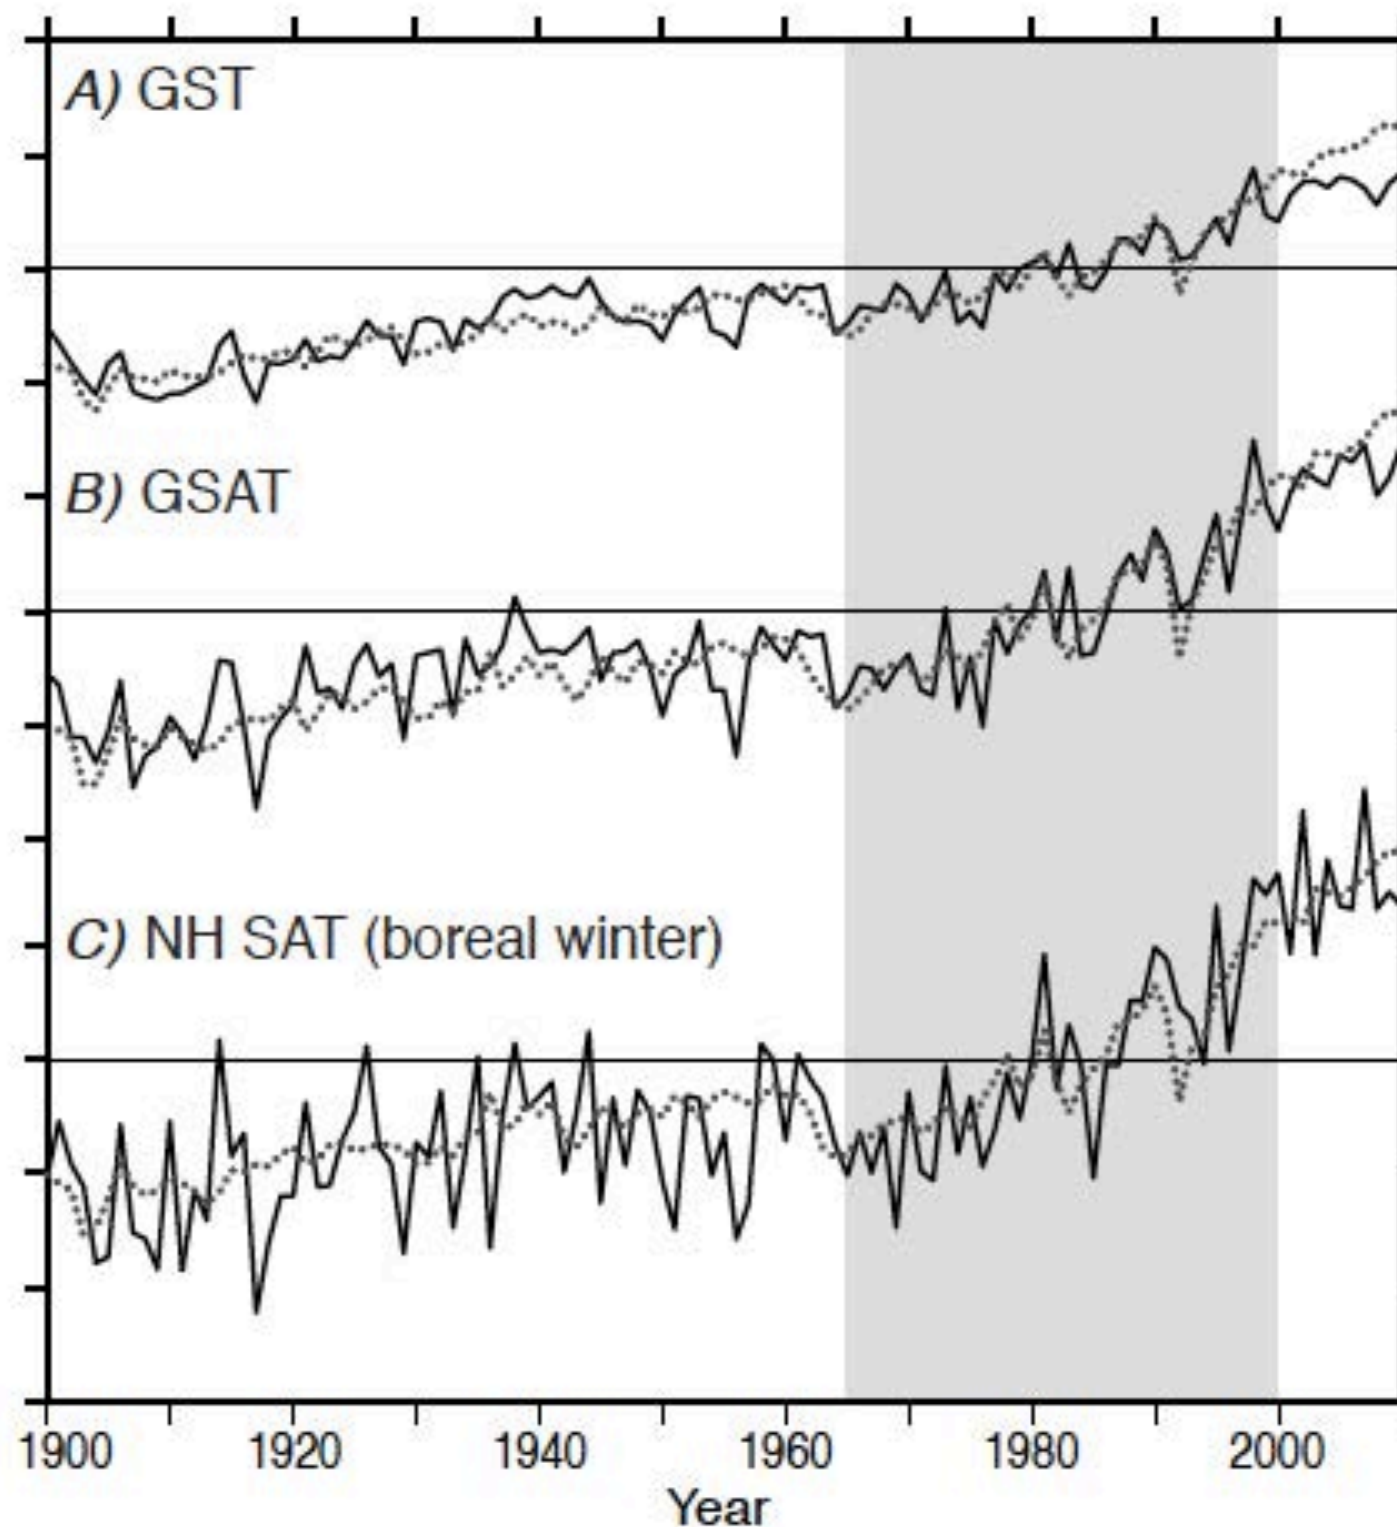 A) GST
B) GSAT
C) NH SAT (boreal winter)
1900 1920 1940 1960 1980 2000
Year